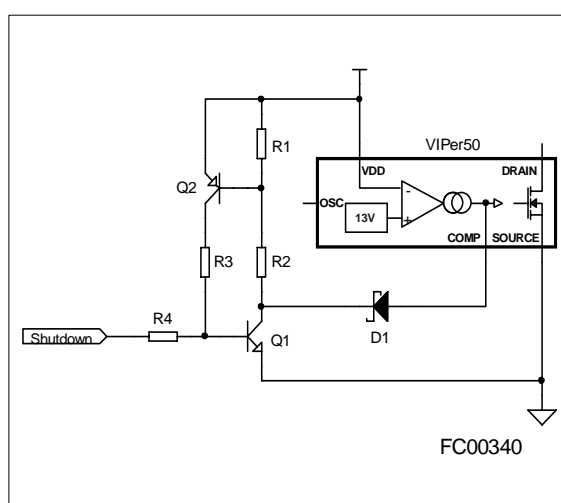 VIPer50
R1
VDD
DRAIN
Q2
OSC
-
13V
+
COMP
SOURCE
R3
R2
R4
Shutdown
Q1
D1
FC00340